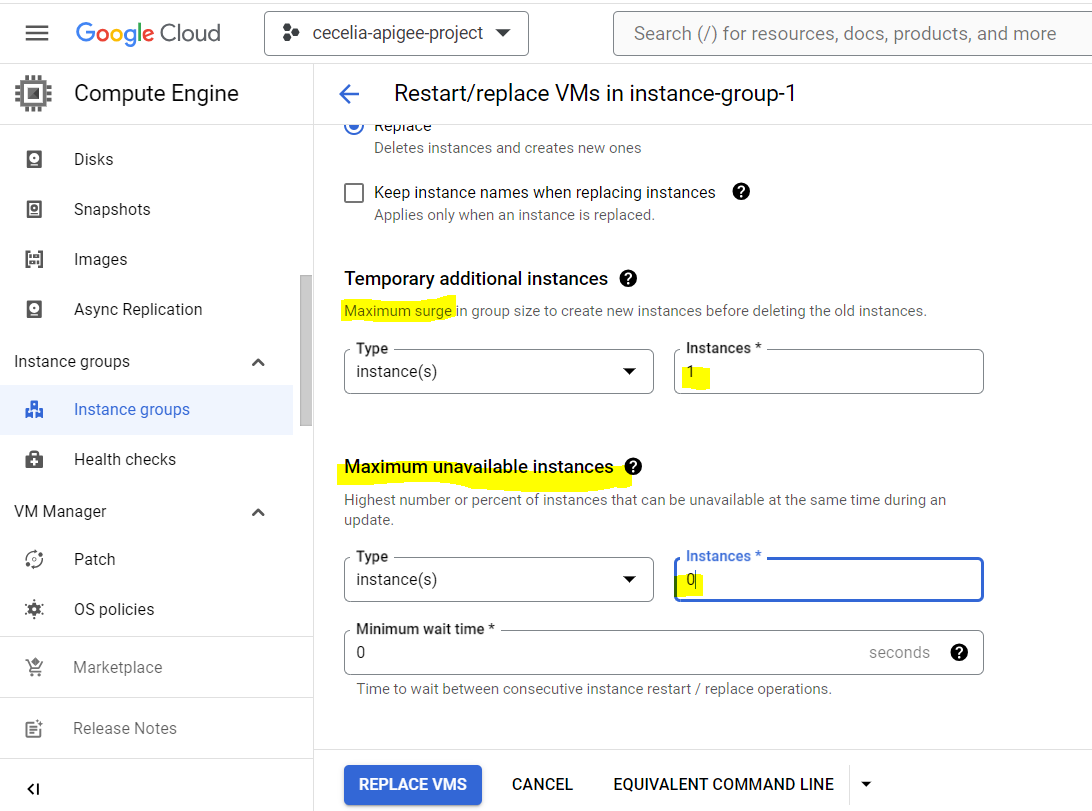 Google Cloud
cecelia-apigee-project
Search (/) for resources, docs, products, and more
Compute Engine
Restart/replace VMs in instance-group-1
Disks
Snapshots
Images
Async Replication
Instance groups
Instance groups
Health checks
VM Manager
Patch
OS policies
Marketplace
Release Notes
Replace
Deletes instances and creates new ones
Keep instance names when replacing instances
Applies only when an instance is replaced.
Temporary additional instances
Maximum surge in group size to create new instances before deleting the old instances.
Type
instance(s)
Instances *
1
Maximum unavailable instances
Highest number or percent of instances that can be unavailable at the same time during an
update.
Type
instance(s)
Instances *
0
Minimum wait time *
0
seconds
Time to wait between consecutive instance restart / replace operations.
REPLACE VMS
CANCEL
EQUIVALENT COMMAND LINE